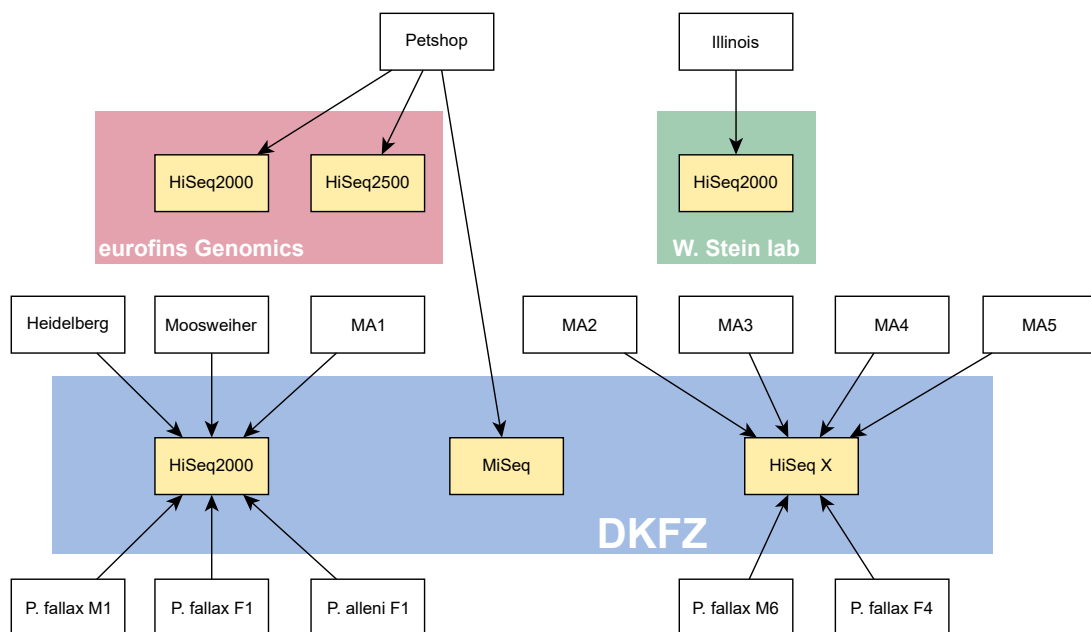 Petshop
Illinois
HiSeq2000
HiSeq2500
HiSeq2000
eurofins Genomics
W. Stein lab
Heidelberg
Moosweiher
MA1
MA2
MA3
MA4
MA5
HiSeq2000
MiSeq
HiSeq X
DKFZ
P. fallax M1
P. fallax F1
P. alleni F1
P. fallax M6
P. fallax F4